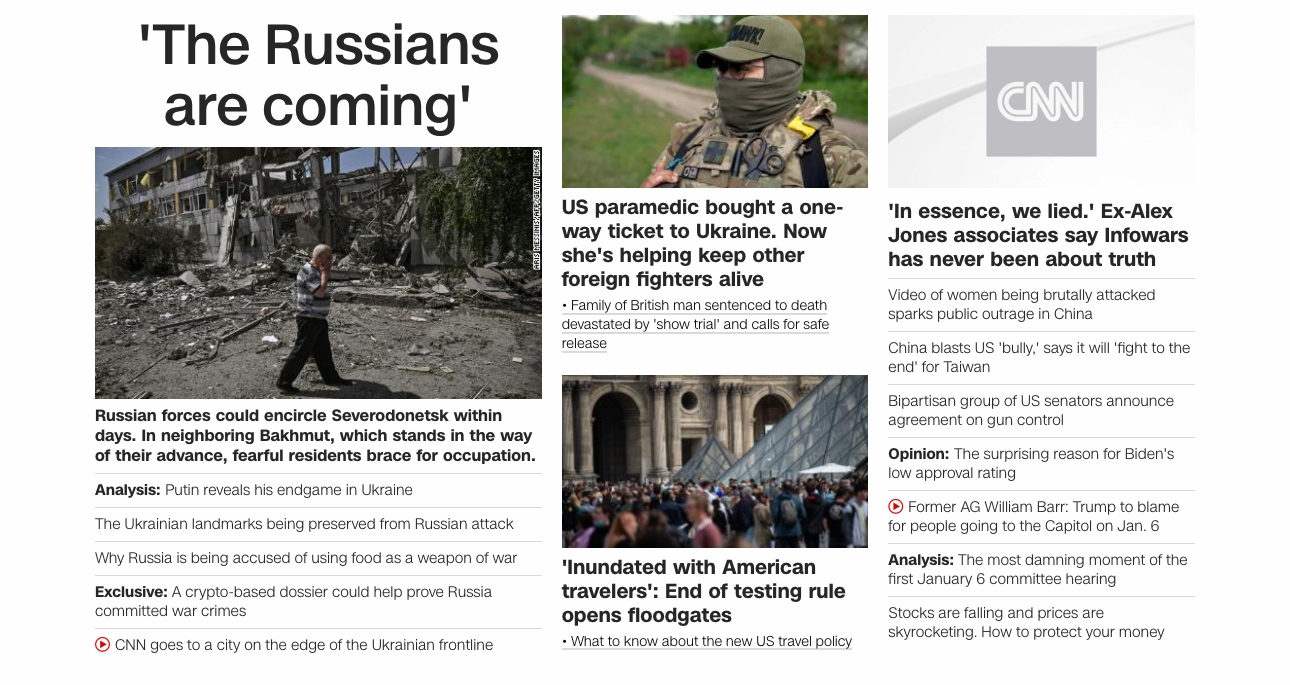 'The Russians
are coming'
ARIS MESSINIS/AFP/GETTY IMAGES
Russian forces could encircle Severodonetsk within
days. In neighboring Bakhmut, which stands in the way
of their advance, fearful residents brace for occupation.
Analysis: Putin reveals his endgame in Ukraine
The Ukrainian landmarks being preserved from Russian attack
Why Russia is being accused of using food as a weapon of war
Exclusive: A crypto-based dossier could help prove Russia
committed war crimes
CNN goes to a city on the edge of the Ukrainian frontline
US paramedic bought a one-
way ticket to Ukraine. Now
she's helping keep other
foreign fighters alive
• Family of British man sentenced to death
devastated by 'show trial' and calls for safe
release
'Inundated with American
travelers': End of testing rule
opens floodgates
• What to know about the new US travel policy
CNN
'In essence, we lied.' Ex-Alex
Jones associates say Infowars
has never been about truth
Video of women being brutally attacked
sparks public outrage in China
China blasts US 'bully,' says it will 'fight to the
end' for Taiwan
Bipartisan group of US senators announce
agreement on gun control
Opinion: The surprising reason for Biden's
low approval rating
Former AG William Barr: Trump to blame
for people going to the Capitol on Jan. 6
Analysis: The most damning moment of the
first January 6 committee hearing
Stocks are falling and prices are
skyrocketing. How to protect your money